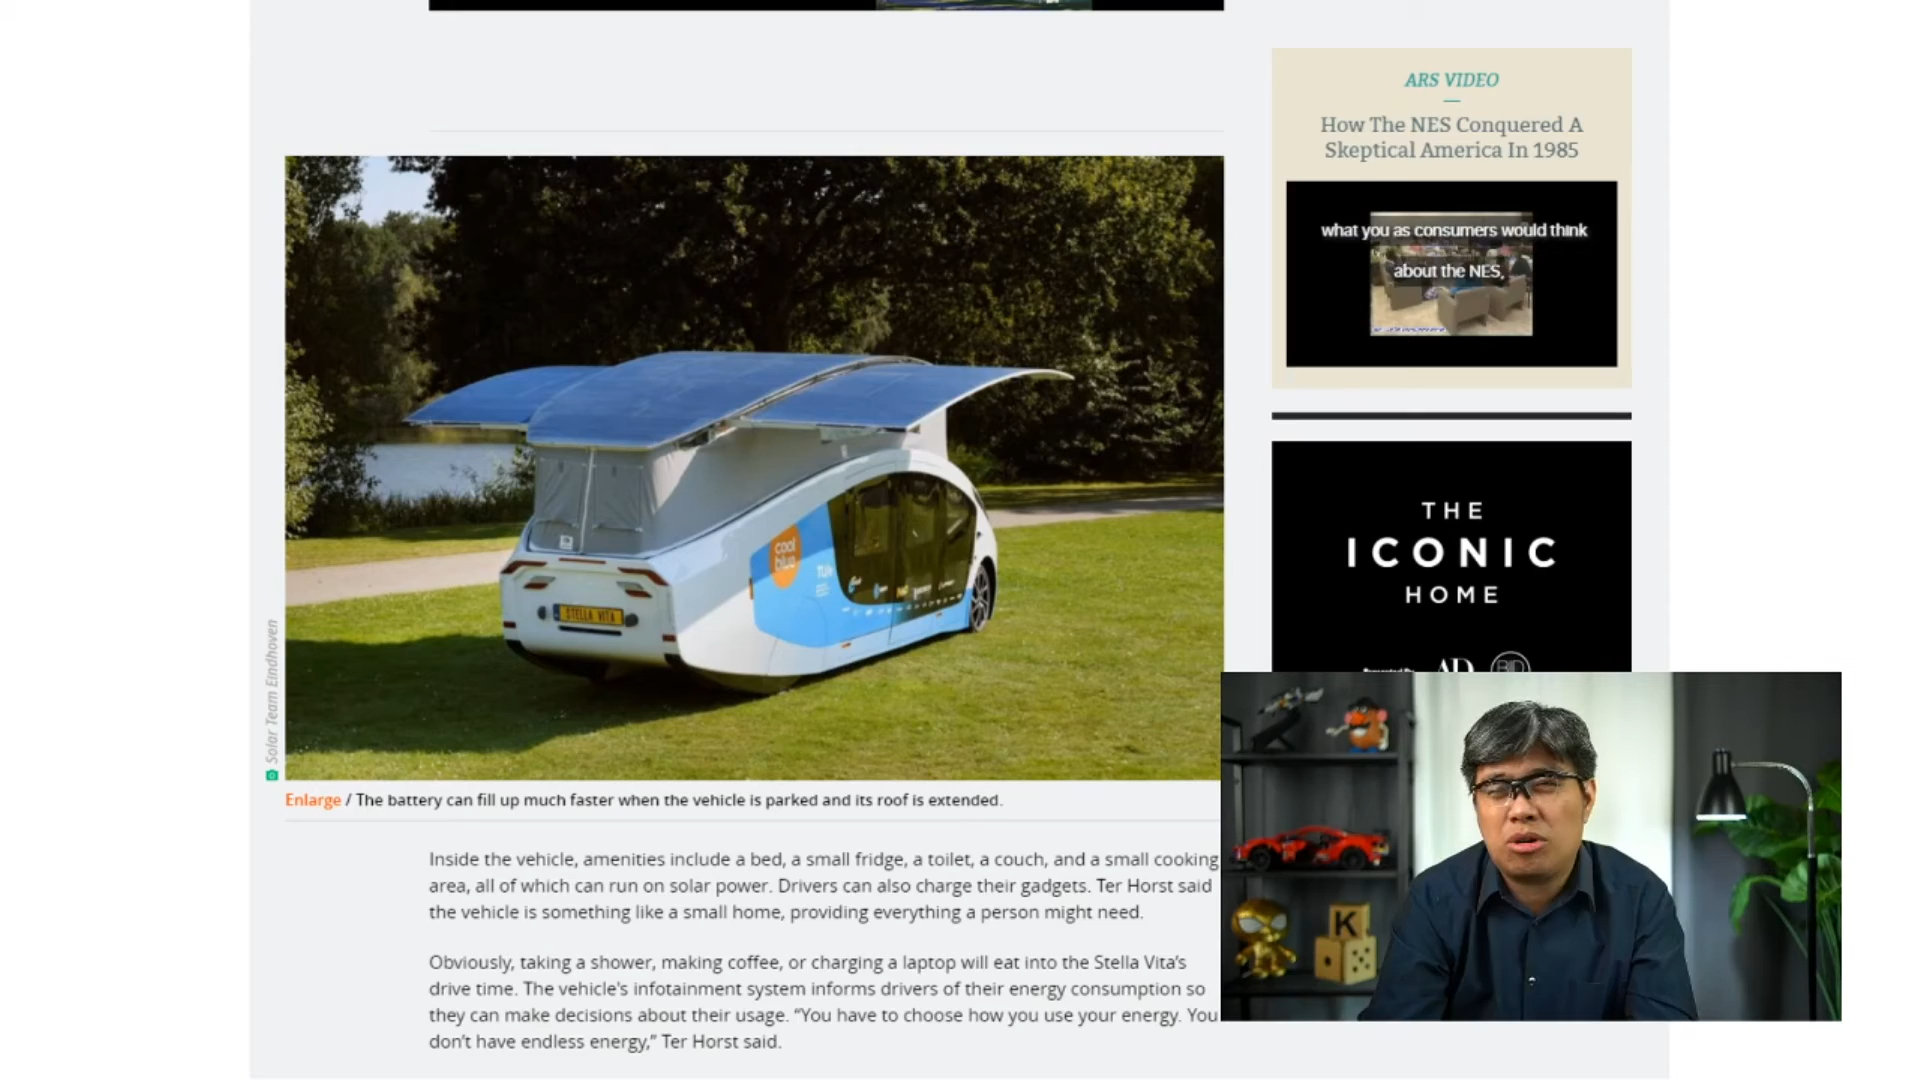 ARS VIDEO
How The NES Conquered A
Skeptical America In 1985
what you as consumers would think
about the NES,
cool
blue
TU/e
STELLA VITA
Solar Team Eindhoven
THE
ICONIC
HOME
AD
K
Enlarge / The battery can fill up much faster when the vehicle is parked and its roof is extended.
Inside the vehicle, amenities include a bed, a small fridge, a toilet, a couch, and a small cooking
area, all of which can run on solar power. Drivers can also charge their gadgets. Ter Horst said
the vehicle is something like a small home, providing everything a person might need.
Obviously, taking a shower, making coffee, or charging a laptop will eat into the Stella Vita's
drive time. The vehicle's infotainment system informs drivers of their energy consumption so
they can make decisions about their usage. “You have to choose how you use your energy. You
don't have endless energy,” Ter Horst said.